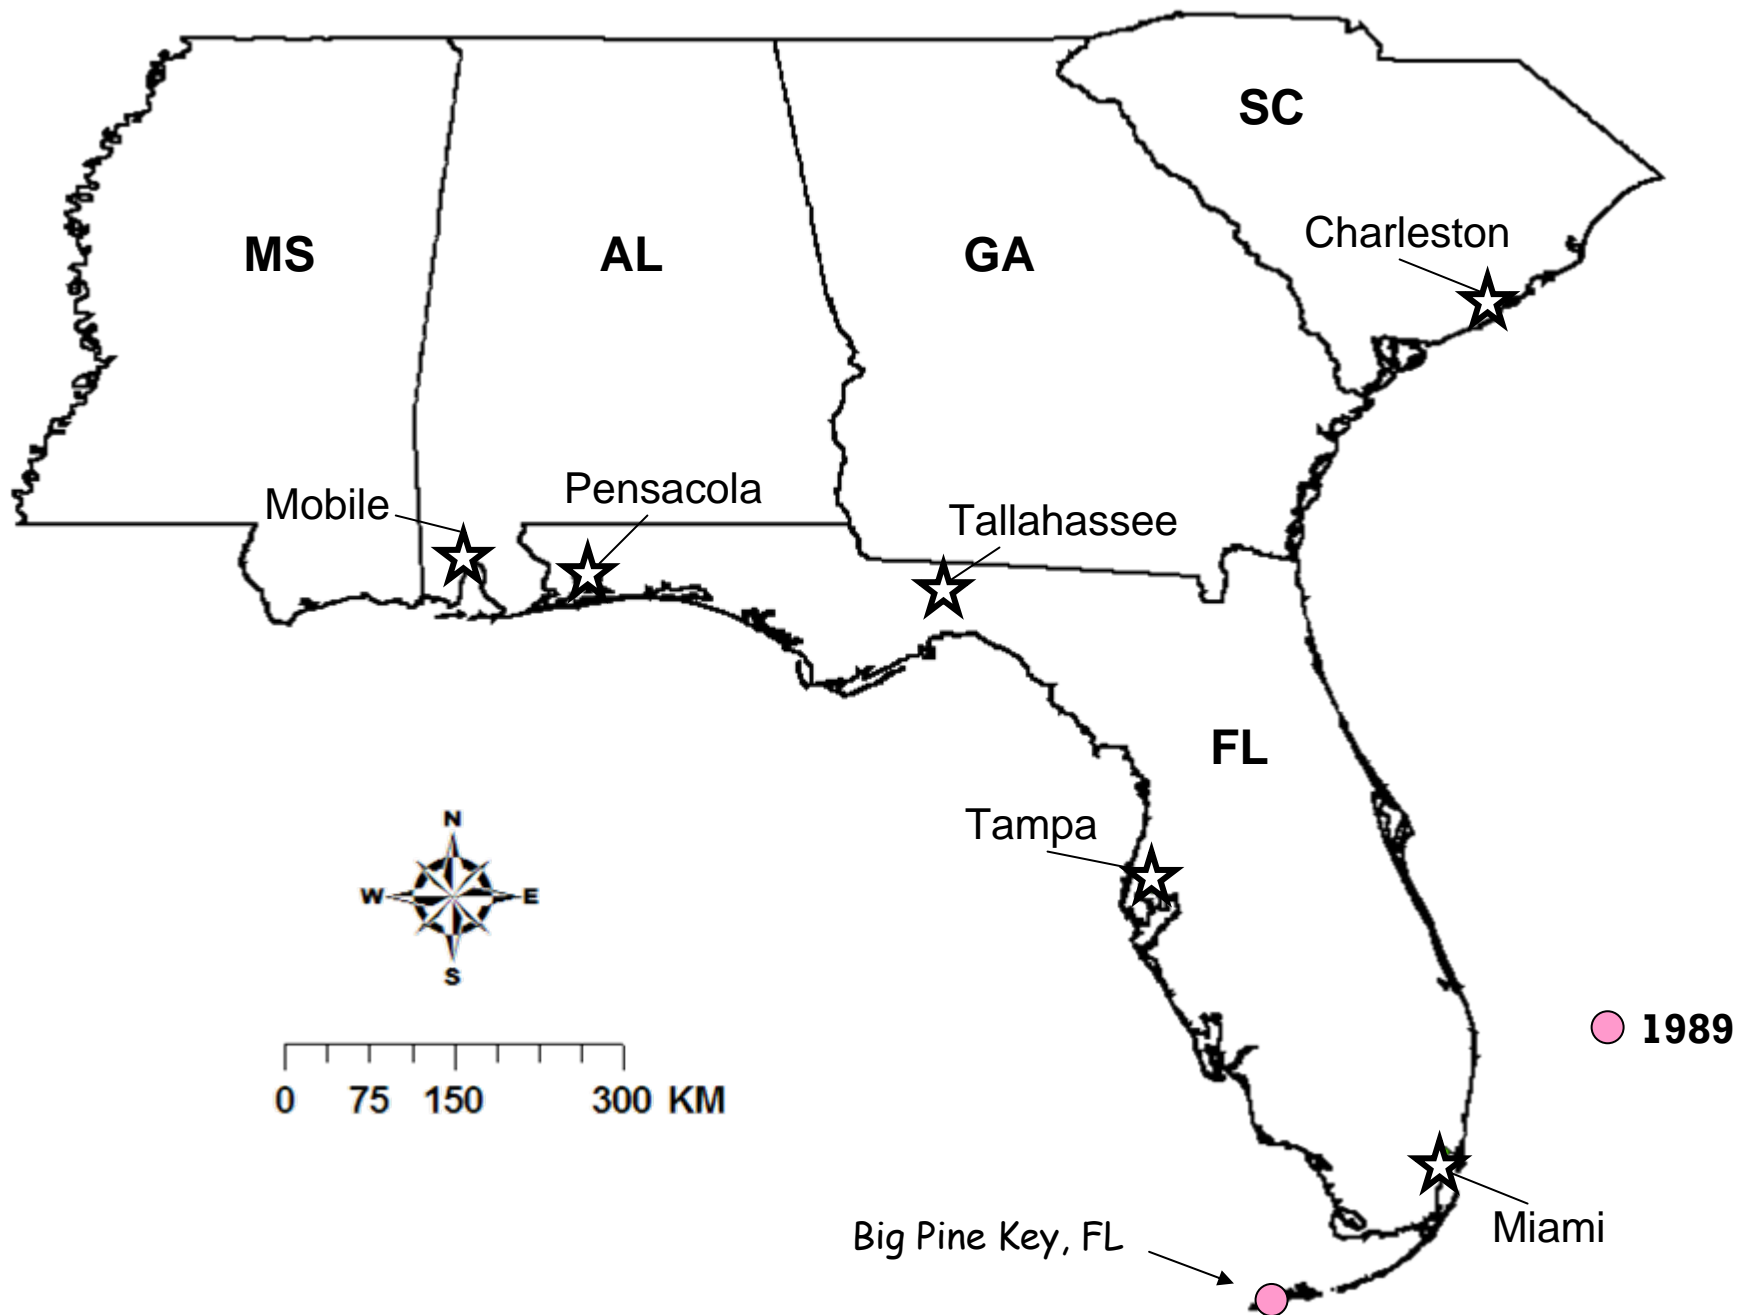 SC
Charleston
MS
AL
GA
Mobile
Pensacola
Tallahassee
FL
Tampa
N
W
E
S
1989
0 75 150 300 KM
Big Pine Key, FL
Miami